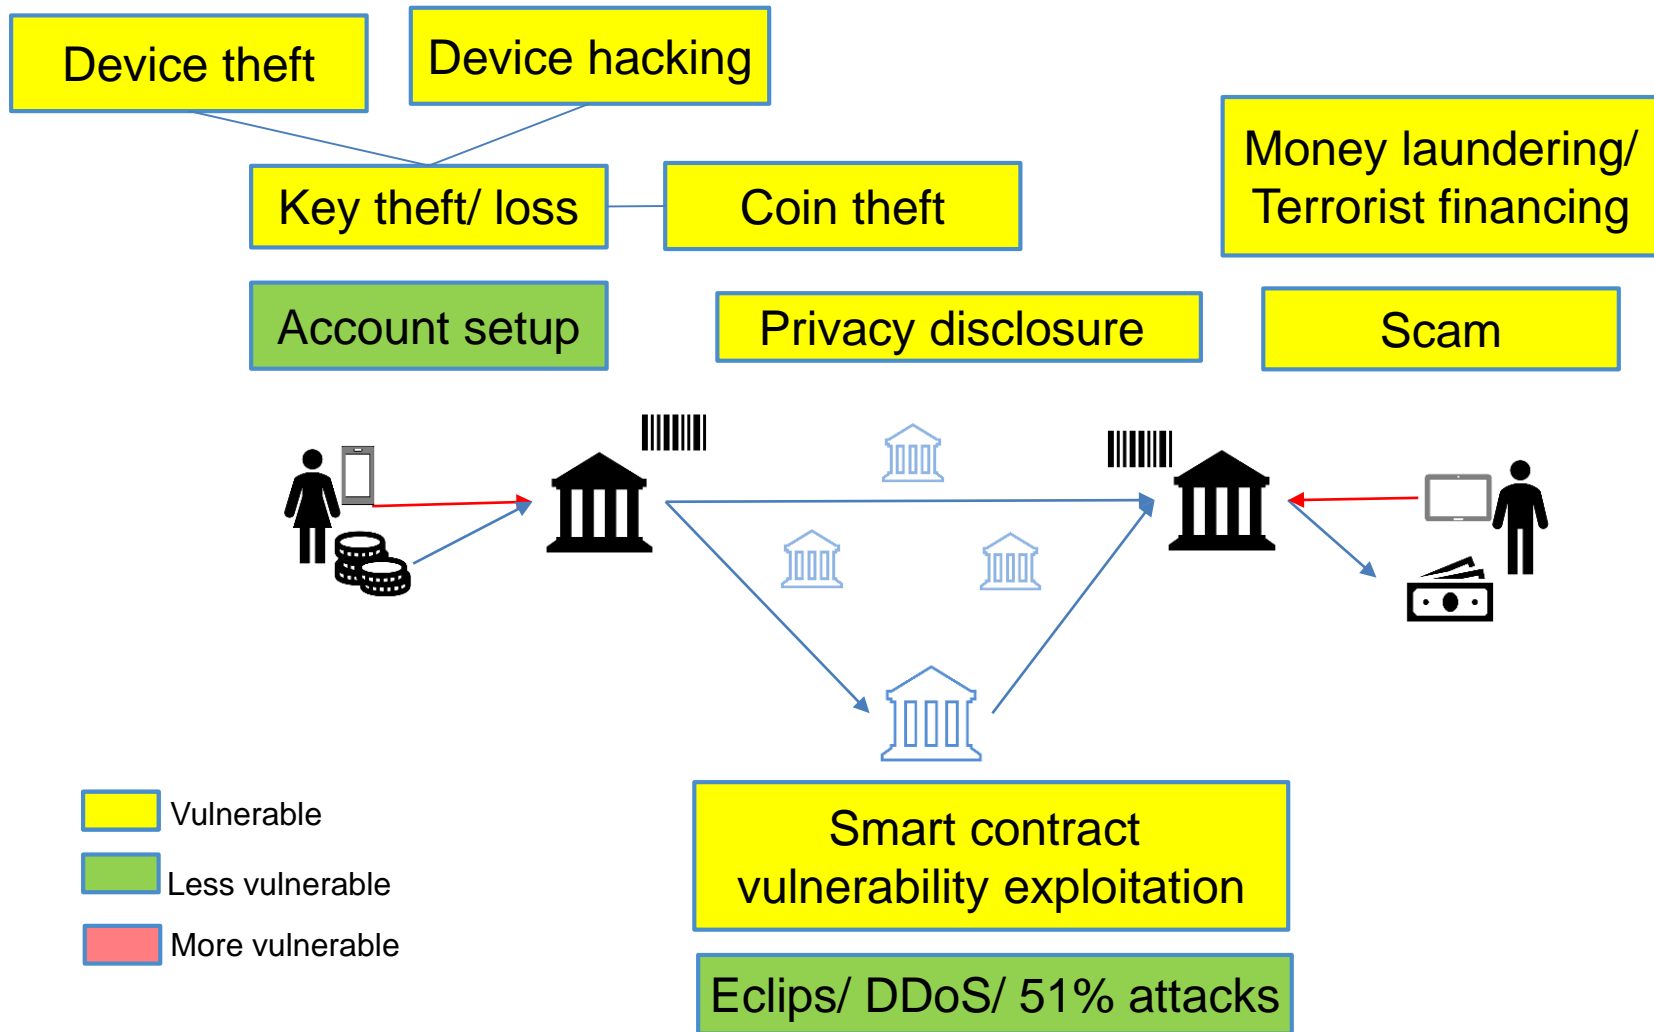 Device theft
Device hacking
Key theft/ loss
Coin theft
Money laundering/
Terrorist financing
Account setup
Privacy disclosure
Scam
Vulnerable
Less vulnerable
More vulnerable
Smart contract
vulnerability exploitation
Eclips/ DDoS/ 51% attacks